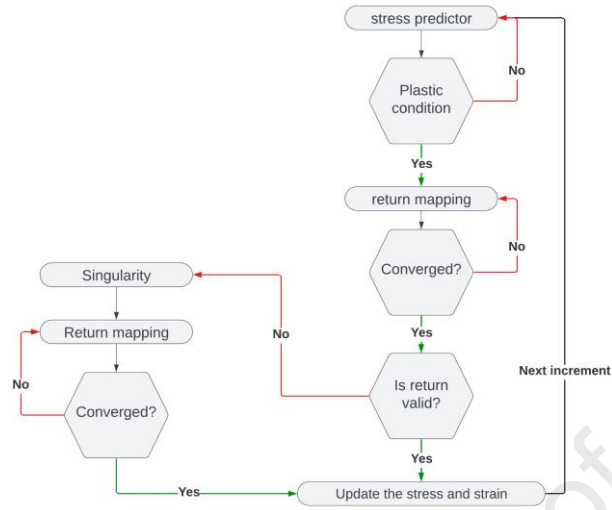 stress predictor
No
Plastic
condition
Yes
return mapping
No
Converged?
Singularity
Yes
No
Return mapping
Next increment
No
Is return
valid?
Converged?
Yes
Yes
Update the stress and strain
of